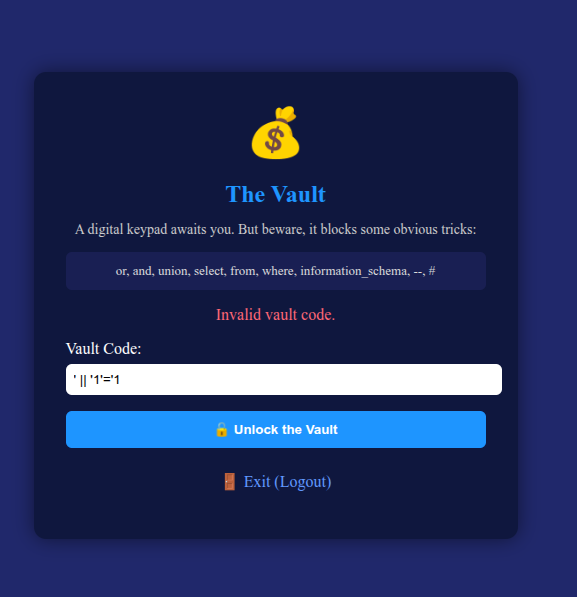 The Vault
A digital keypad awaits you. But beware, it blocks some obvious tricks:
or, and, union, select, from, where, information_schema, --, #
Invalid vault code.
Vault Code:
' || '1'='1
Unlock the Vault
Exit (Logout)